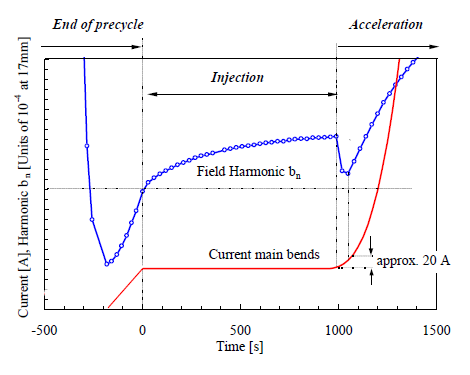 End of precycle
Acceleration
Injection
Field Harmonic bn
Current main bends
approx. 20 A
Current [A], Harmonic bn [Units of 10-4 at 17mm]
-500 0 500 1000 1500
Time [s]